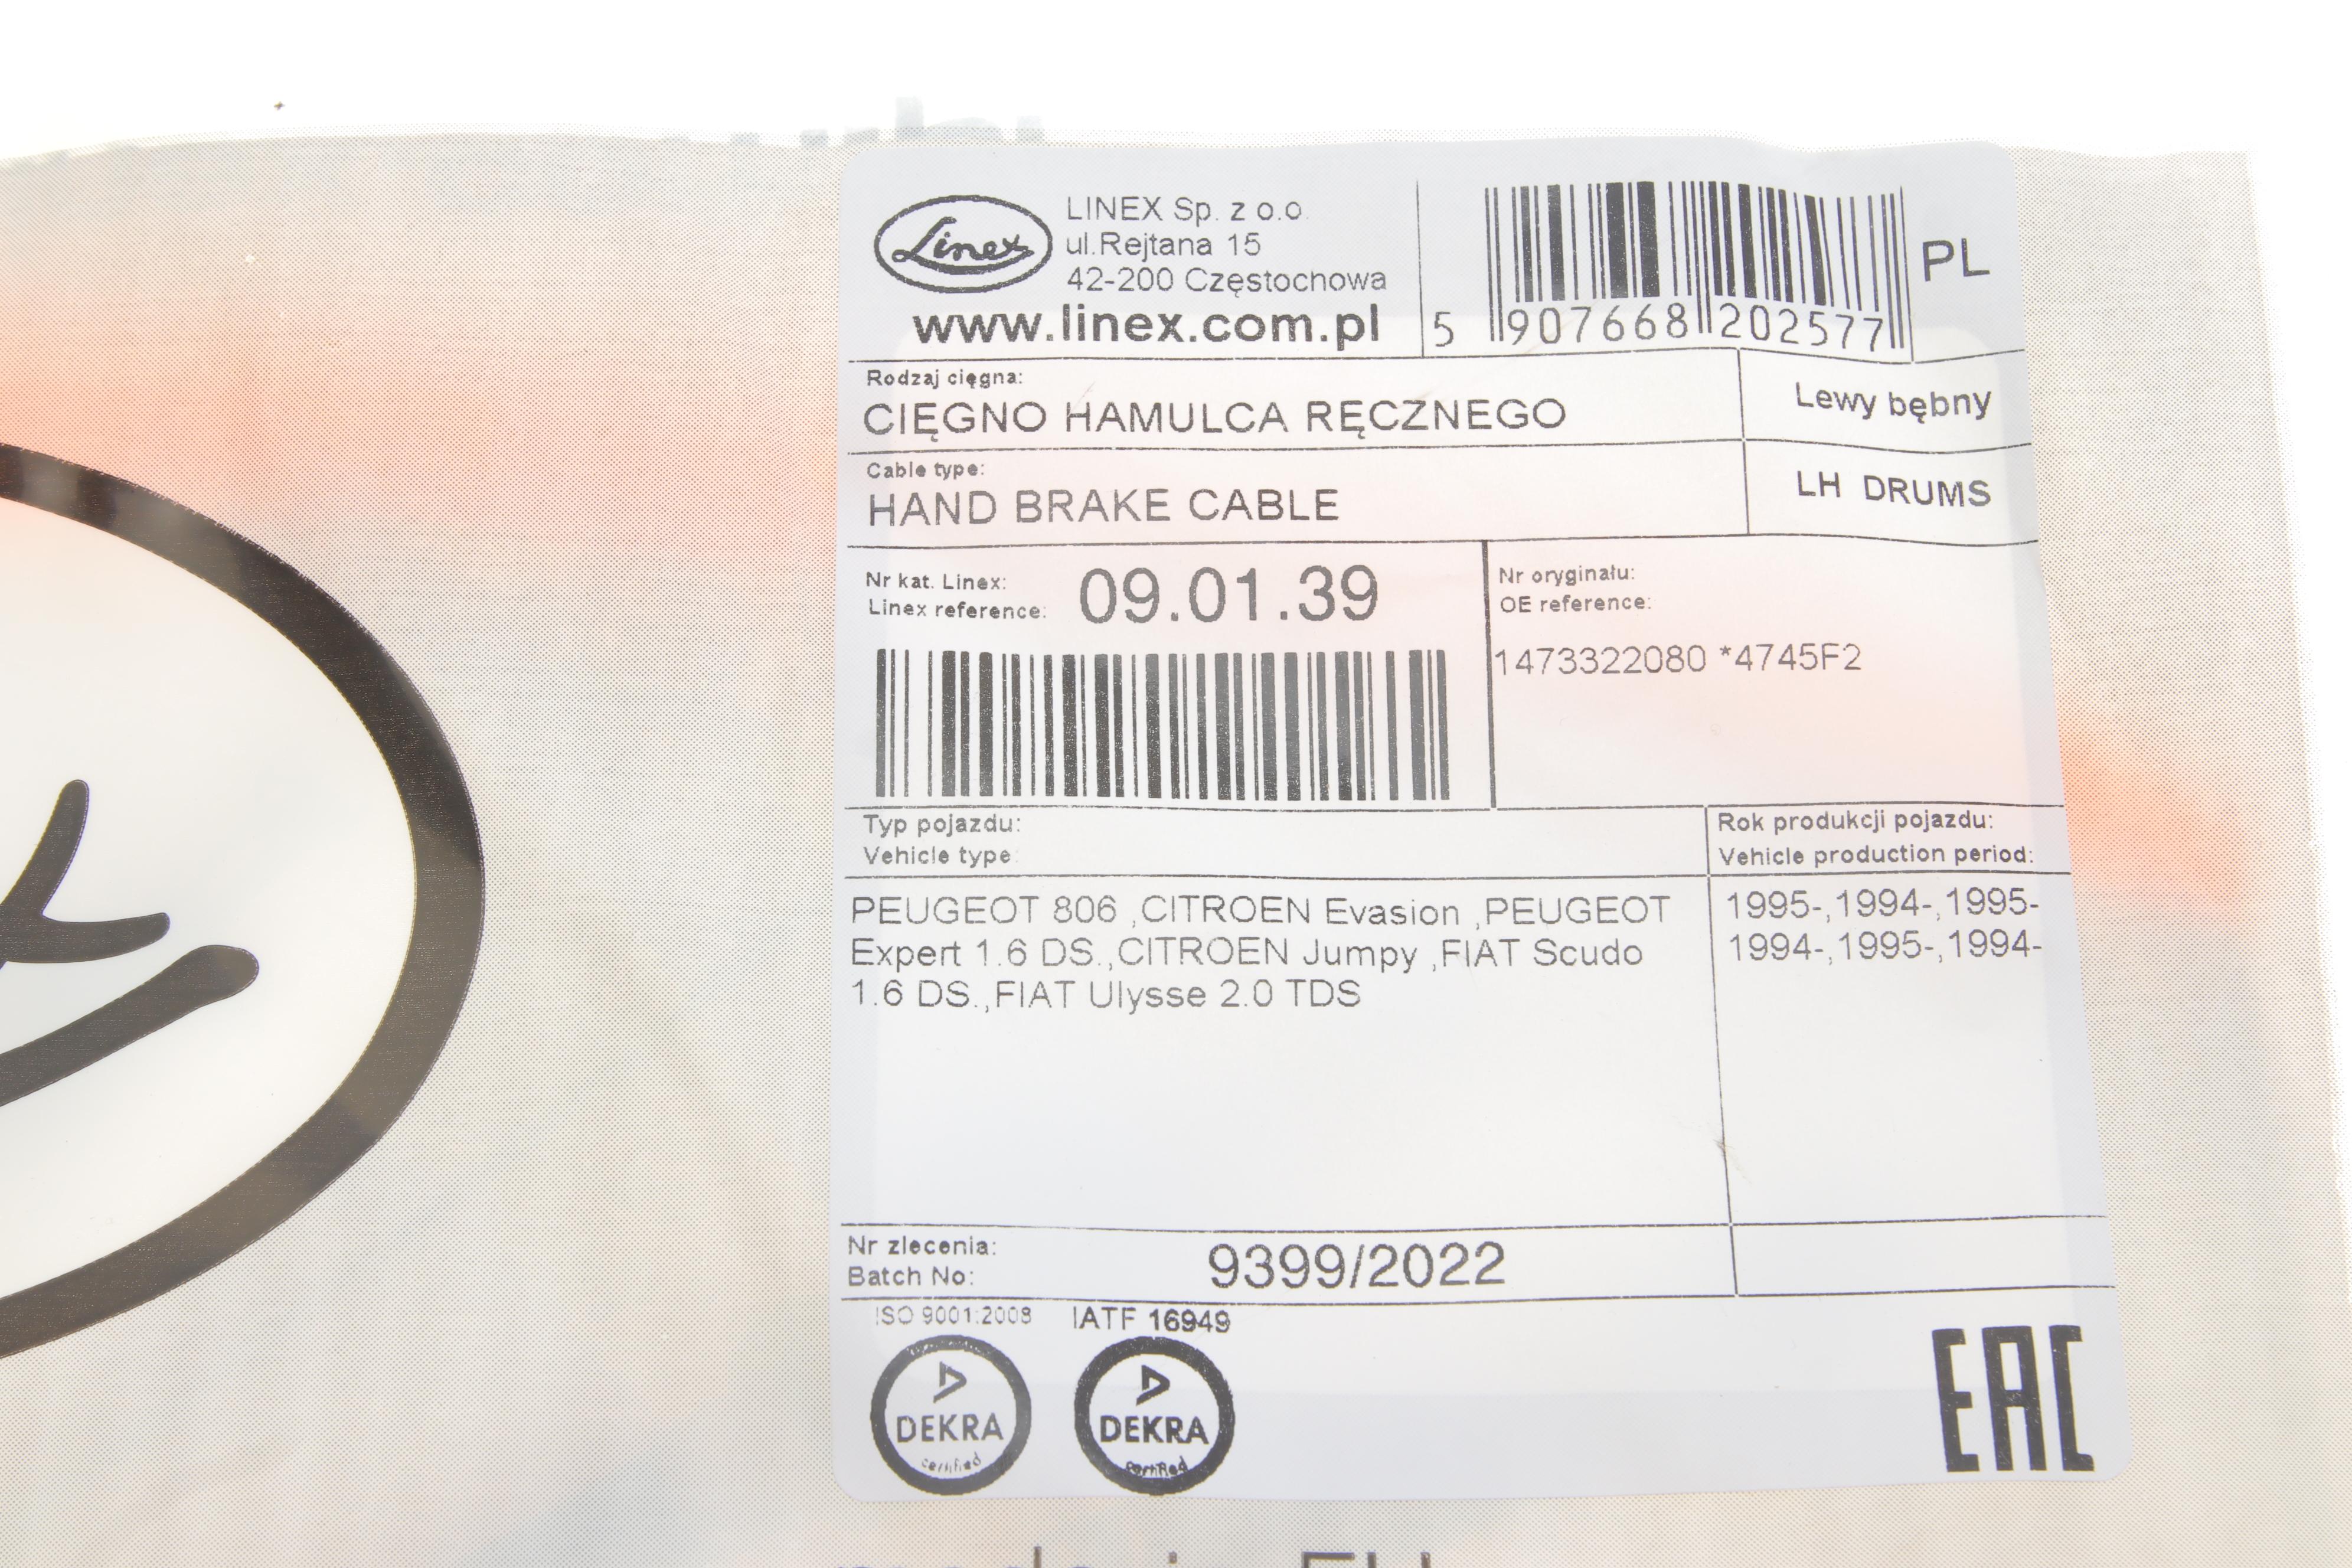 Linex
LINEX Sp. z o.o.
ul.Rejtana 15
42-200 Częstochowa
www.linex.com.pl
5 907668 202577
PL
Rodzaj cięgna:
CIĘGNO HAMULCA RĘCZNEGO
Lewy bębny
Cable type:
HAND BRAKE CABLE
LH DRUMS
Nr kat. Linex:
Linex reference:
09.01.39
Nr oryginału:
OE reference:
1473322080 *4745F2
Typ pojazdu:
Vehicle type
Rok produkcji pojazdu:
Vehicle production period:
PEUGEOT 806 ,CITROEN Evasion ,PEUGEOT
Expert 1.6 DS.,CITROEN Jumpy ,FIAT Scudo
1.6 DS.,FIAT Ulysse 2.0 TDS
1995-,1994-,1995-
1994-,1995-,1994-
Nr zlecenia:
Batch No:
9399/2022
ISO 9001:2008
IATF 16949
DEKRA
certified
DEKRA
certified
EAC
made in EU